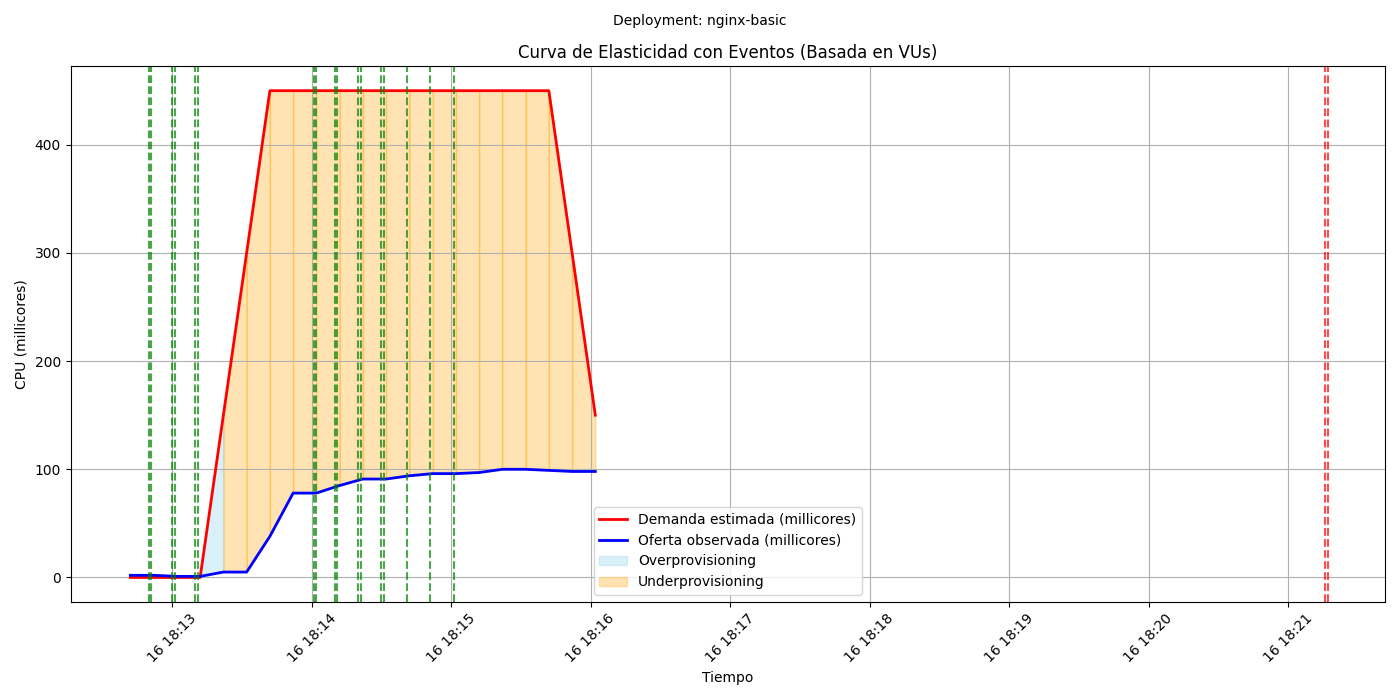 Deployment: nginx-basic
Curva de Elasticidad con Eventos (Basada en VUs)
CPU (millicores)
400
300
200
100
0
Demanda estimada (millicores)
Oferta observada (millicores)
Overprovisioning
Underprovisioning
16 18:13
16 18:14
16 18:15
16 18:16
16 18:17
16 18:18
16 18:19
16 18:20
16 18:21
Tiempo